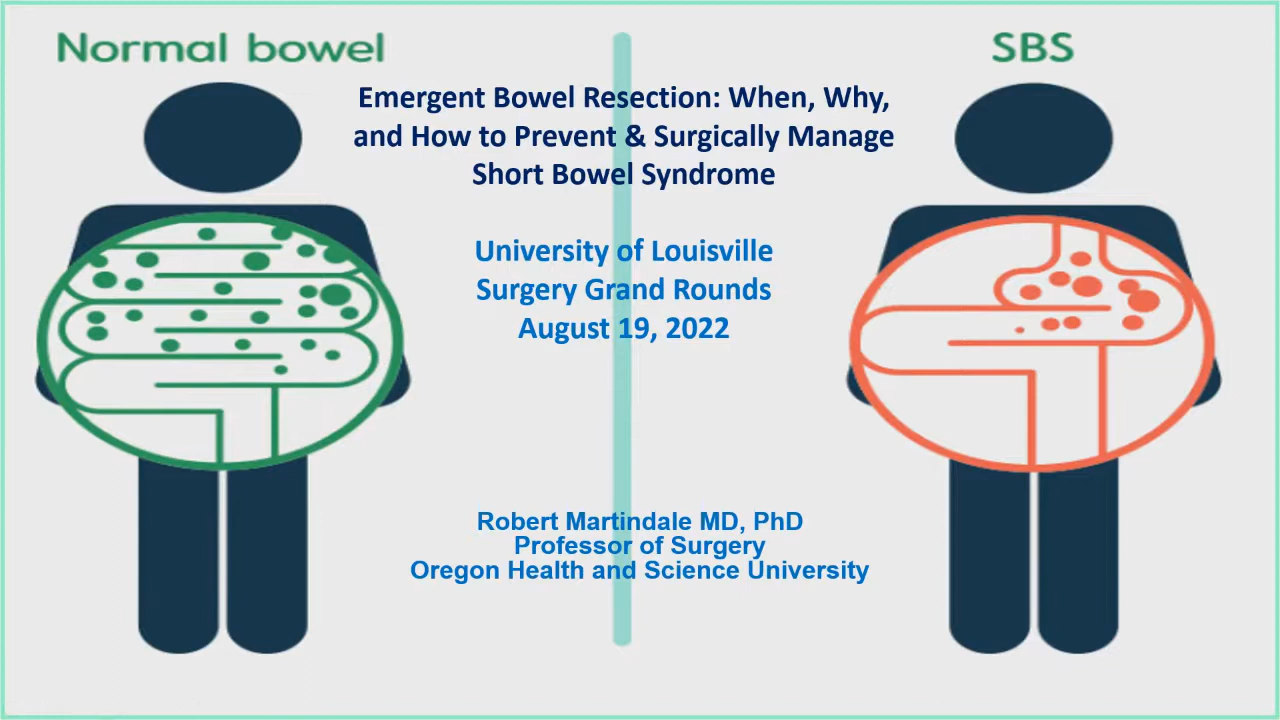 Normal bowel
SBS
Emergent Bowel Resection: When, Why,
and How to Prevent & Surgically Manage
Short Bowel Syndrome
University of Louisville
Surgery Grand Rounds
August 19, 2022
Robert Martindale MD, PhD
Professor of Surgery
Oregon Health and Science University